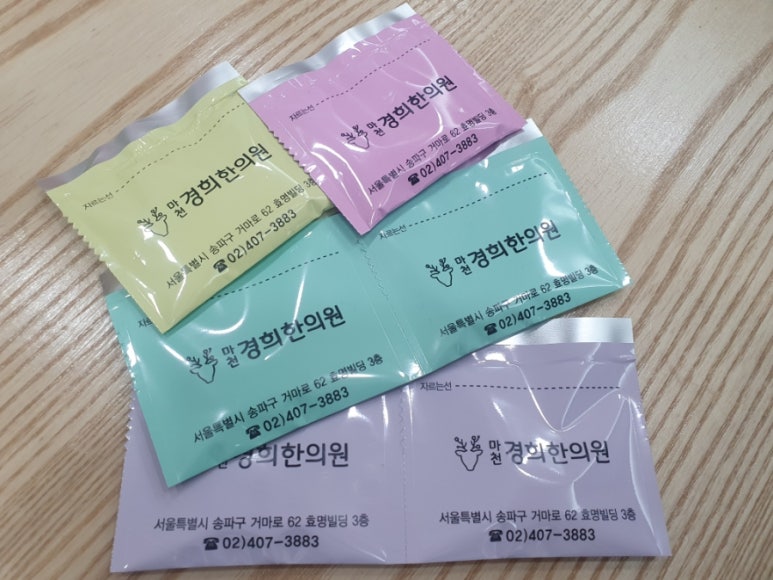 자르는선
마천 경희한의원
서울특별시 송파구 거마로 62 효명빌딩 3층
☎02)407-3883
자르는선
마천 경희한의원
서울특별시 송파구 거마로 62 효명빌딩 3층
☎02)407-3883
자르는선
마천 경희한의원
서울특별시 송파구 거마로 62 효명빌딩 3층
☎02)407-3883
자르
마천 경희한의원
서울특별시 송파구 거마로 62 효명빌딩 3층
☎02)407-3883
자르는선
마천 경희한의원
서울특별시 송파구 거마로 62 효명빌딩 3층
☎02)407-3883
경희한의원
서울특별시 송파구 거마로 62 효명빌딩 3층
☎02)407-3883